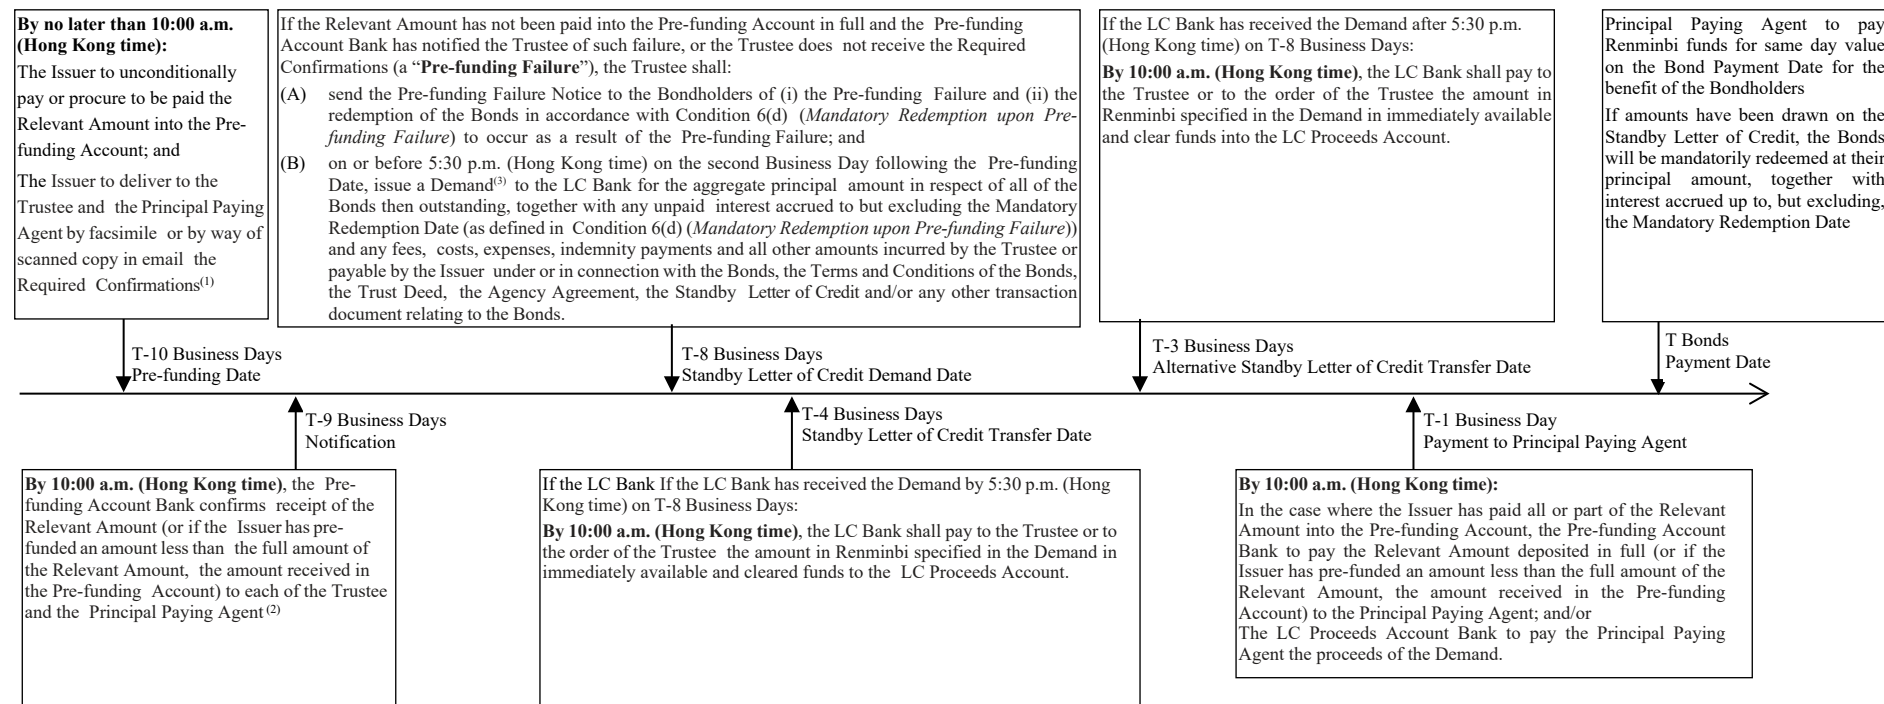 By no later than 10:00 a.m.
(Hong Kong time):
The Issuer to unconditionally
pay or procure to be paid the
Relevant Amount into the Pre-
funding Account; and
The Issuer to deliver to the
Trustee and the Principal Paying
Agent by facsimile or by way of
scanned copy in email the
Required Confirmations(1)
If the Relevant Amount has not been paid into the Pre-funding Account in full and the Pre-funding
Account Bank has notified the Trustee of such failure, or the Trustee does not receive the Required
Confirmations (a “Pre-funding Failure”), the Trustee shall:
(A) send the Pre-funding Failure Notice to the Bondholders of (i) the Pre-funding Failure and (ii) the
redemption of the Bonds in accordance with Condition 6(d) (Mandatory Redemption upon Pre-
funding Failure) to occur as a result of the Pre-funding Failure; and
(B) on or before 5:30 p.m. (Hong Kong time) on the second Business Day following the Pre-funding
Date, issue a Demand(3) to the LC Bank for the aggregate principal amount in respect of all of the
Bonds then outstanding, together with any unpaid interest accrued to but excluding the Mandatory
Redemption Date (as defined in Condition 6(d) (Mandatory Redemption upon Pre-funding Failure))
and any fees, costs, expenses, indemnity payments and all other amounts incurred by the Trustee or
payable by the Issuer under or in connection with the Bonds, the Terms and Conditions of the Bonds,
the Trust Deed, the Agency Agreement, the Standby Letter of Credit and/or any other transaction
document relating to the Bonds.
If the LC Bank has received the Demand after 5:30 p.m.
(Hong Kong time) on T-8 Business Days:
By 10:00 a.m. (Hong Kong time), the LC Bank shall pay to
the Trustee or to the order of the Trustee the amount in
Renminbi specified in the Demand in immediately available
and clear funds into the LC Proceeds Account.
Principal Paying Agent to pay
Renminbi funds for same day value
on the Bond Payment Date for the
benefit of the Bondholders
If amounts have been drawn on the
Standby Letter of Credit, the Bonds
will be mandatorily redeemed at their
principal amount, together with
interest accrued up to, but excluding,
the Mandatory Redemption Date
T-10 Business Days
Pre-funding Date
T-8 Business Days
Standby Letter of Credit Demand Date
T-3 Business Days
Alternative Standby Letter of Credit Transfer Date
T Bonds
Payment Date
T-9 Business Days
Notification
T-4 Business Days
Standby Letter of Credit Transfer Date
T-1 Business Day
Payment to Principal Paying Agent
By 10:00 a.m. (Hong Kong time), the Pre-
funding Account Bank confirms receipt of the
Relevant Amount (or if the Issuer has pre-
funded an amount less than the full amount of
the Relevant Amount, the amount received in
the Pre-funding Account) to each of the Trustee
and the Principal Paying Agent (2)
If the LC Bank If the LC Bank has received the Demand by 5:30 p.m. (Hong
Kong time) on T-8 Business Days:
By 10:00 a.m. (Hong Kong time), the LC Bank shall pay to the Trustee or to
the order of the Trustee the amount in Renminbi specified in the Demand in
immediately available and cleared funds to the LC Proceeds Account.
By 10:00 a.m. (Hong Kong time):
In the case where the Issuer has paid all or part of the Relevant
Amount into the Pre-funding Account, the Pre-funding Account
Bank to pay the Relevant Amount deposited in full (or if the
Issuer has pre-funded an amount less than the full amount of the
Relevant Amount, the amount received in the Pre-funding
Account) to the Principal Paying Agent; and/or
The LC Proceeds Account Bank to pay the Principal Paying
Agent the proceeds of the Demand.